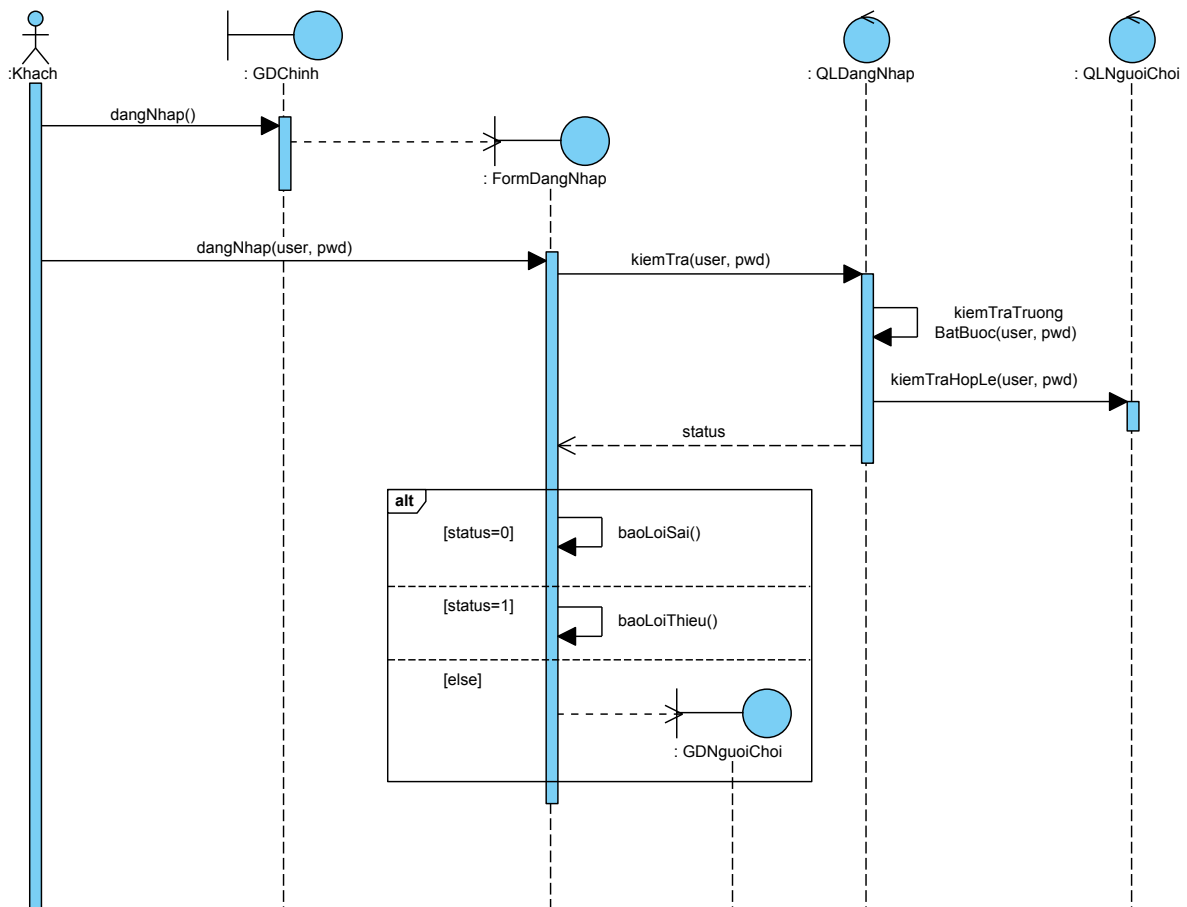 :Khach
: GDChinh
: QLDangNhap
: QLNguoiChoi
dangNhap()
: FormDangNhap
dangNhap(user, pwd)
kiemTra(user, pwd)
kiemTraTruong
BatBuoc(user, pwd)
kiemTraHopLe(user, pwd)
status
alt
[status=0]
baoLoiSai()
[status=1]
baoLoiThieu()
[else]
: GDNguoiChoi